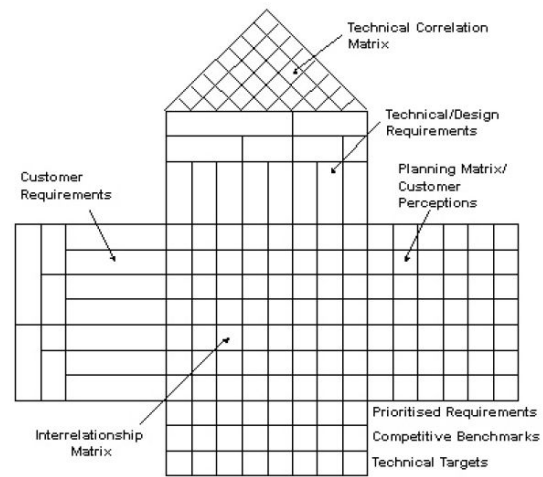 Technical Correlation
Matrix
Technical/Design
Requirements
Planning Matrix/
Customer
Perceptions
Customer
Requirements
Prioritised Requirements
Competitive Benchmarks
Technical Targets
Interrelationship
Matrix